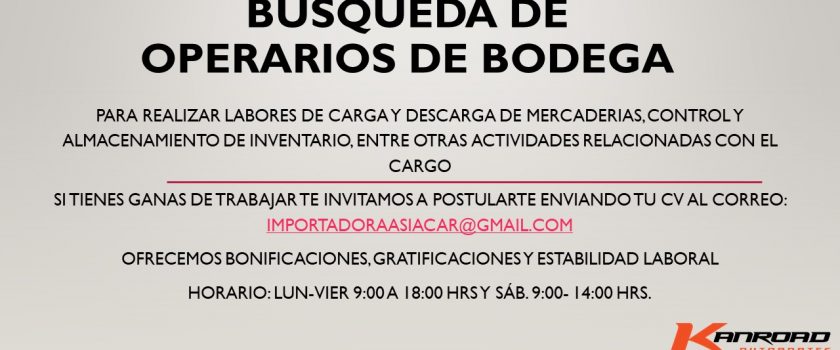 BUSQUEDA DE
OPERARIOS DE BODEGA
PARA REALIZAR LABORES DE CARGA Y DESCARGA DE MERCADERIAS, CONTROL Y
ALMACENAMIENTO DE INVENTARIO, ENTRE OTRAS ACTIVIDADES RELACIONADAS CON EL
CARGO
SI TIENES GANAS DE TRABAJAR TE INVITAMOS A POSTULARTE ENVIANDO TU CV AL CORREO:
IMPORTADORAASIACAR@GMAIL.COM
OFRECEMOS BONIFICACIONES, GRATIFICACIONES Y ESTABILIDAD LABORAL
HORARIO: LUN-VIER 9:00 A 18:00 HRS Y SÁB. 9:00- 14:00 HRS.
KANROAD